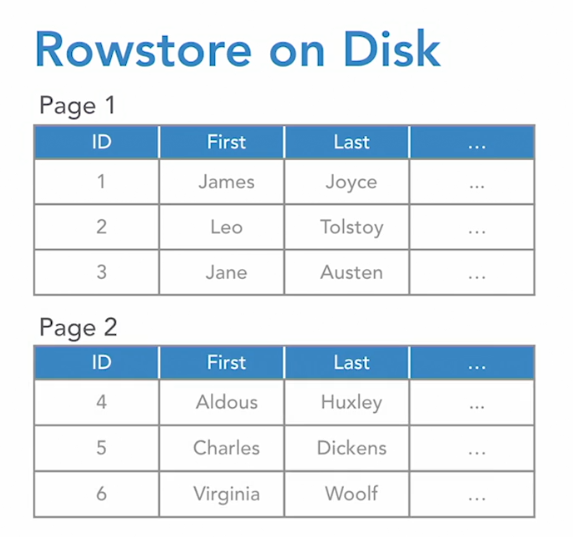 Rowstore on Disk
Page 1
ID First Last ...
1 James Joyce ...
2 Leo Tolstoy ...
3 Jane Austen ...
Page 2
ID First Last ...
4 Aldous Huxley ...
5 Charles Dickens ...
6 Virginia Woolf ...